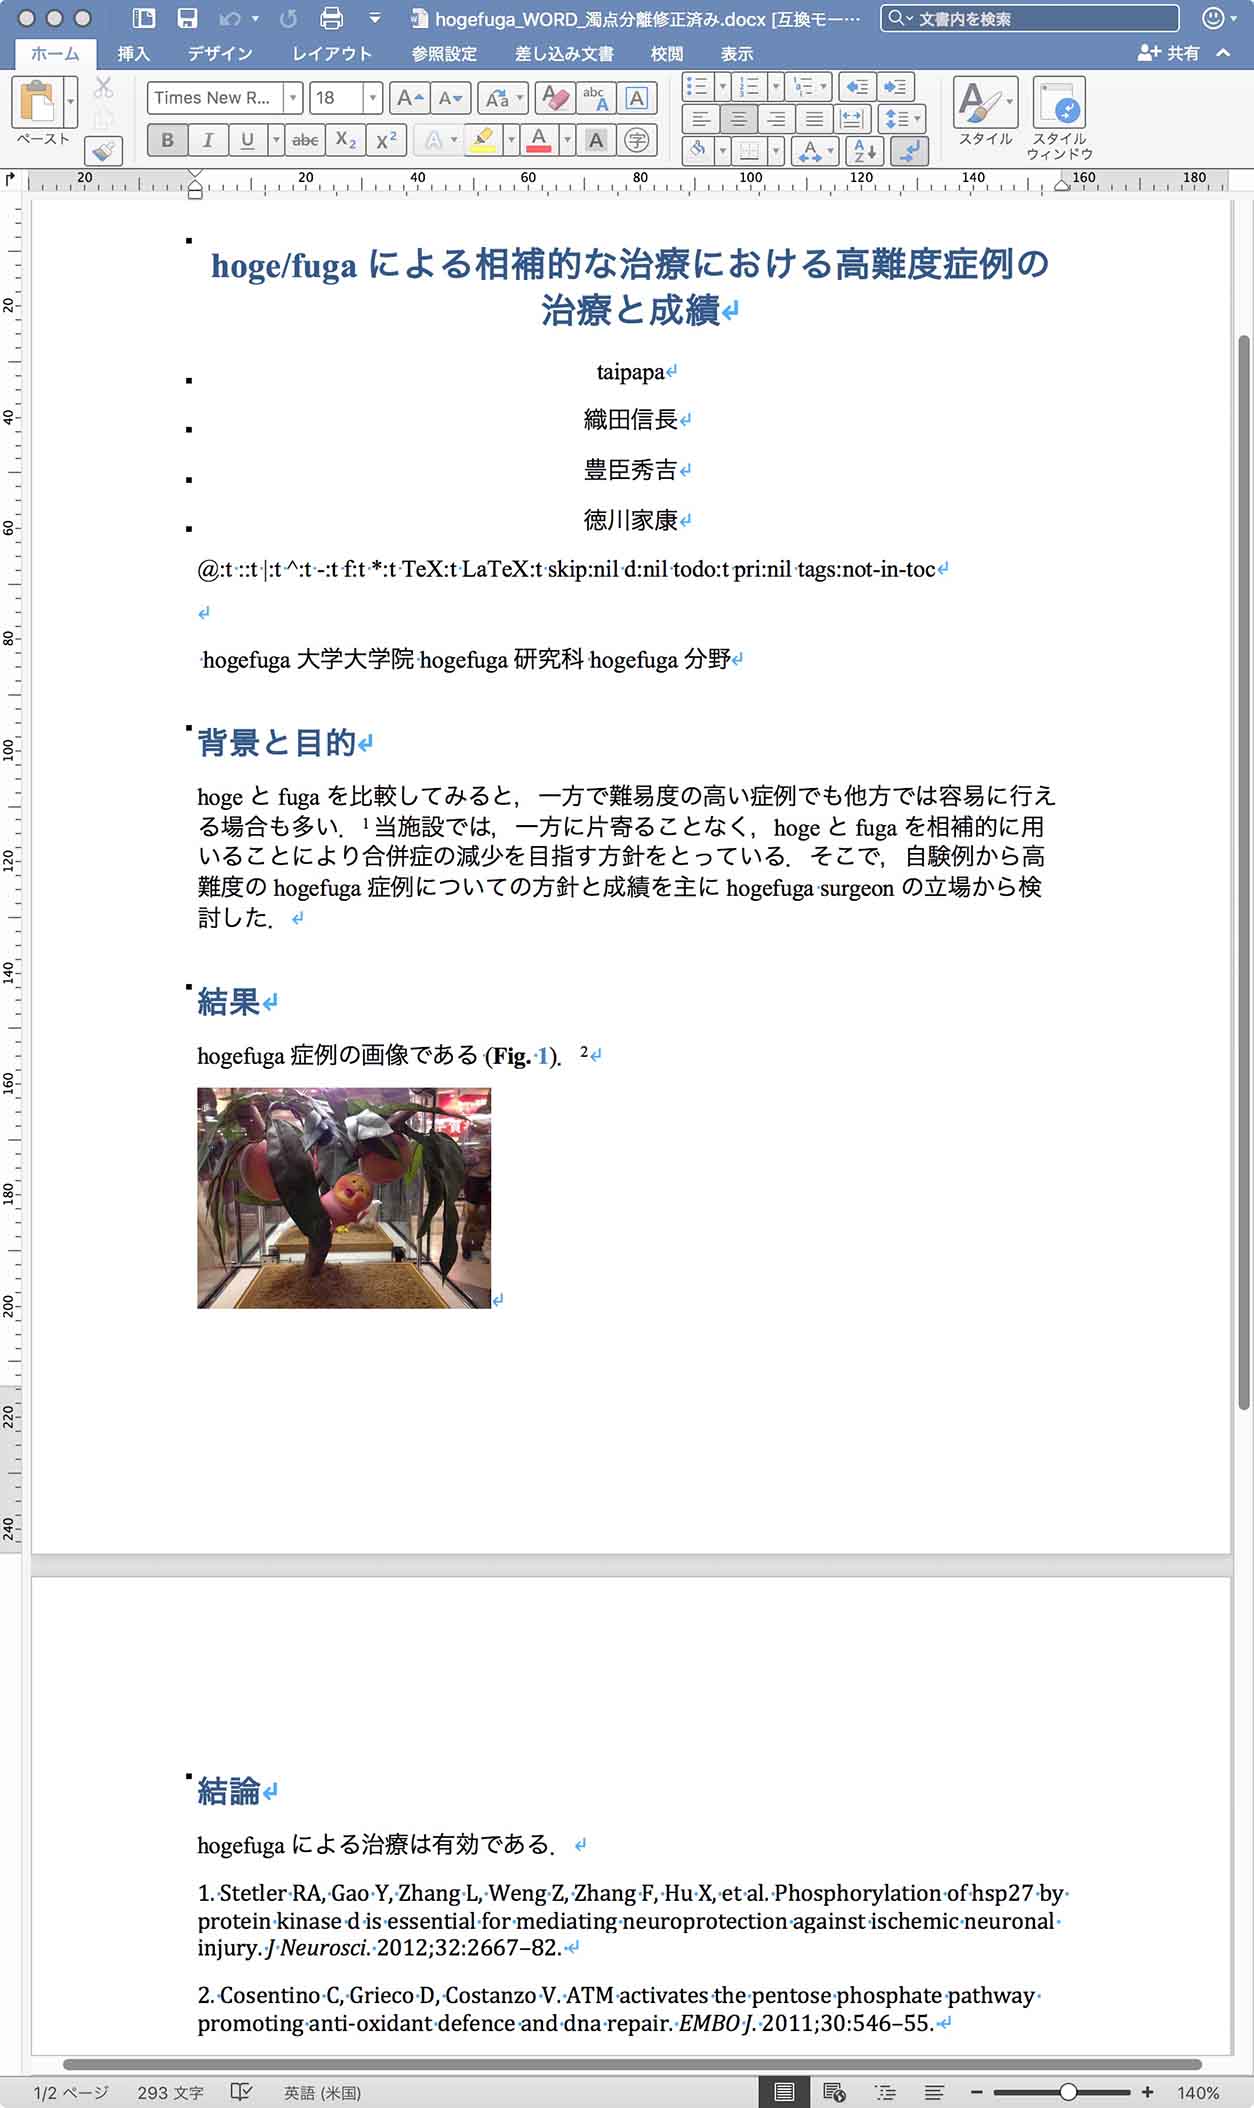 hogefuga_WORD_濁点分離修正済み.docx [互換モー…
文書内を検索
ホーム 挿入 デザイン レイアウト 参照設定 差し込み文書 校閲 表示 共有
ペースト
Times New R... 18
B I U abc X₂ X² A A A 字
スタイル
スタイル
ウィンドウ
20 20 40 60 80 100 120 140 160 180
20
40
60
80
100
120
140
160
180
200
220
240
hoge/fuga による相補的な治療における高難度症例の
治療と成績
taipapa
織田信長
豊臣秀吉
徳川家康
@:t ::t |:t ^:t -:t f:t *:t TeX:t LaTeX:t skip:nil d:nil todo:t pri:nil tags:not-in-toc
hogefuga 大学大学院 hogefuga 研究科 hogefuga 分野
背景と目的
hoge と fuga を比較してみると，一方で難易度の高い症例でも他方では容易に行え
る場合も多い．¹ 当施設では，一方に片寄ることなく，hoge と fuga を相補的に用
いることにより合併症の減少を目指す方針をとっている．そこで，自験例から高
難度の hogefuga 症例についての方針と成績を主に hogefuga surgeon の立場から検
討した．
結果
hogefuga 症例の画像である (Fig. 1)．²
結論
hogefuga による治療は有効である．
1. Stetler RA, Gao Y, Zhang L, Weng Z, Zhang F, Hu X, et al. Phosphorylation of hsp27 by
protein kinase d is essential for mediating neuroprotection against ischemic neuronal
injury. J Neurosci. 2012;32:2667–82.
2. Cosentino C, Grieco D, Costanzo V. ATM activates the pentose phosphate pathway
promoting anti-oxidant defence and dna repair. EMBO J. 2011;30:546–55.
1/2 ページ 293 文字 英語 (米国) 140%